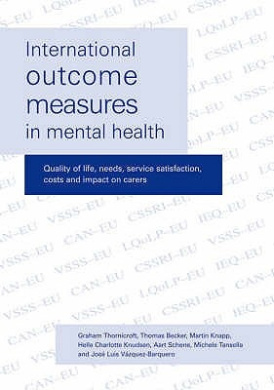 International
outcome
measures
in mental health
Quality of life, needs, service satisfaction,
costs and impact on carers
Graham Thornicroft, Thomas Becker, Martin Knapp,
Helle Charlotte Knudsen, Aart Schene, Michele Tansella
and José Luis Vázquez-Barquero